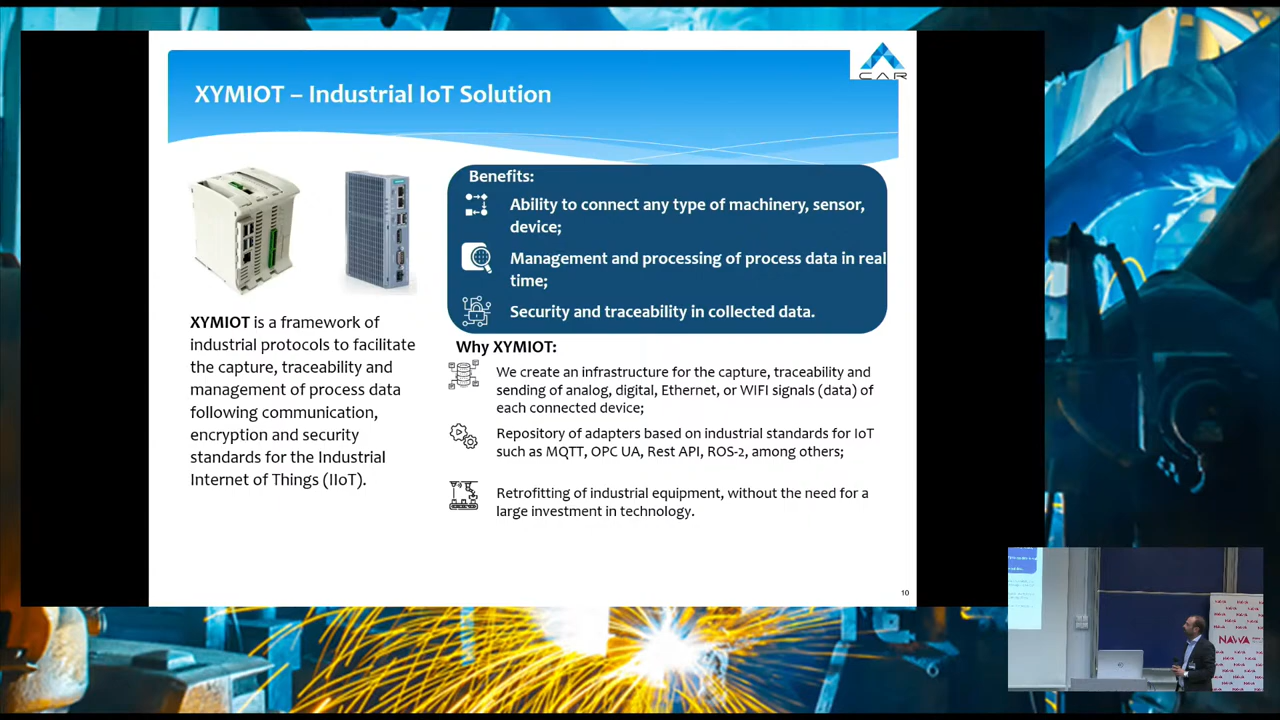 CAR
XYMIOT – Industrial IoT Solution
Benefits:
Ability to connect any type of machinery, sensor,
device;
Management and processing of process data in real
time;
Security and traceability in collected data.
XYMIOT is a framework of
industrial protocols to facilitate
the capture, traceability and
management of process data
following communication,
encryption and security
standards for the Industrial
Internet of Things (IIoT).
Why XYMIOT:
We create an infrastructure for the capture, traceability and
sending of analog, digital, Ethernet, or WIFI signals (data) of
each connected device;
Repository of adapters based on industrial standards for IoT
such as MQTT, OPC UA, Rest API, ROS-2, among others;
Retrofitting of industrial equipment, without the need for a
large investment in technology.
10
NAWA